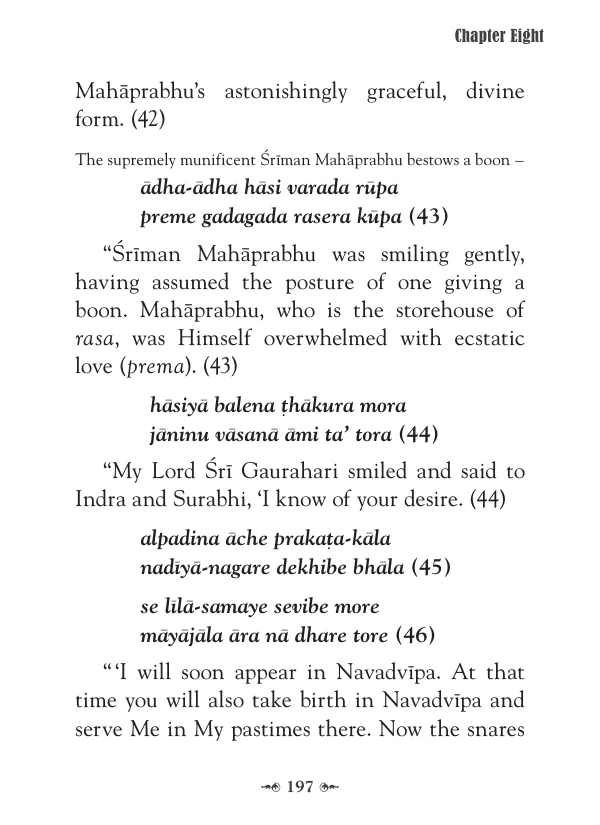 Chapter Eight
Mahāprabhu’s astonishingly graceful, divine
form. (42)
The supremely munificent Śrīman Mahāprabhu bestows a boon –
ādha-ādha hāsi varada rūpa
preme gadagada rasera kūpa (43)
“Śrīman Mahāprabhu was smiling gently,
having assumed the posture of one giving a
boon. Mahāprabhu, who is the storehouse of
rasa, was Himself overwhelmed with ecstatic
love (prema). (43)
hāsiyā balena ṭhākura mora
jāninu vāsanā āmi ta’ tora (44)
“My Lord Śrī Gaurahari smiled and said to
Indra and Surabhi, ‘I know of your desire. (44)
alpadina āche prakaṭa-kāla
nadīyā-nagare dekhibe bhāla (45)
se līlā-samaye sevibe more
māyājāla āra nā dhare tore (46)
“ ‘I will soon appear in Navadvīpa. At that
time you will also take birth in Navadvīpa and
serve Me in My pastimes there. Now the snares
197